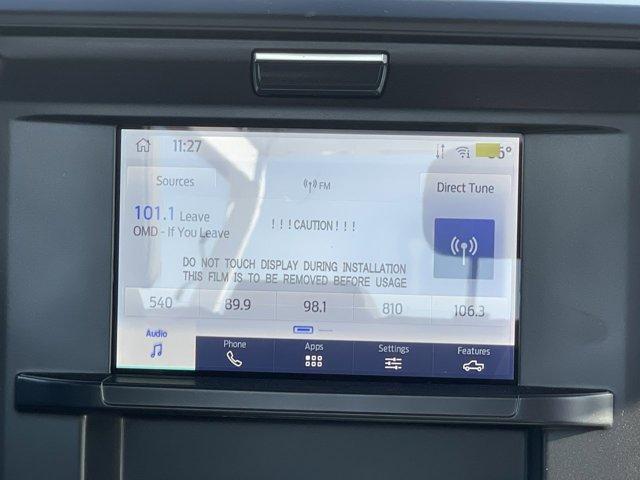 11:27
Sources
FM
Direct Tune
101.1 Leave
OMD - If You Leave
!!!CAUTION!!!
DO NOT TOUCH DISPLAY DURING INSTALLATION
THIS FILM IS TO BE REMOVED BEFORE USAGE
540 89.9 98.1 810 106.3
Audio Phone Apps Settings Features